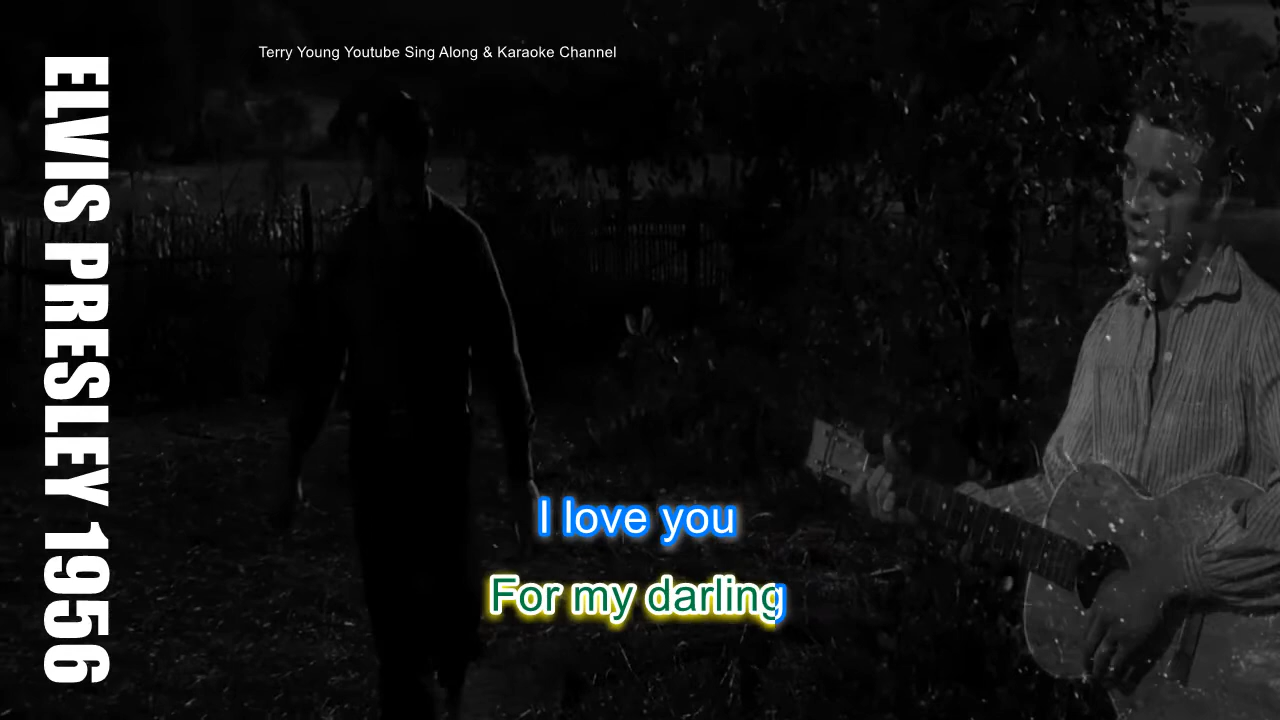 Terry Young Youtube Sing Along & Karaoke Channel
ELVIS PRESLEY 1956
I love you
For my darling